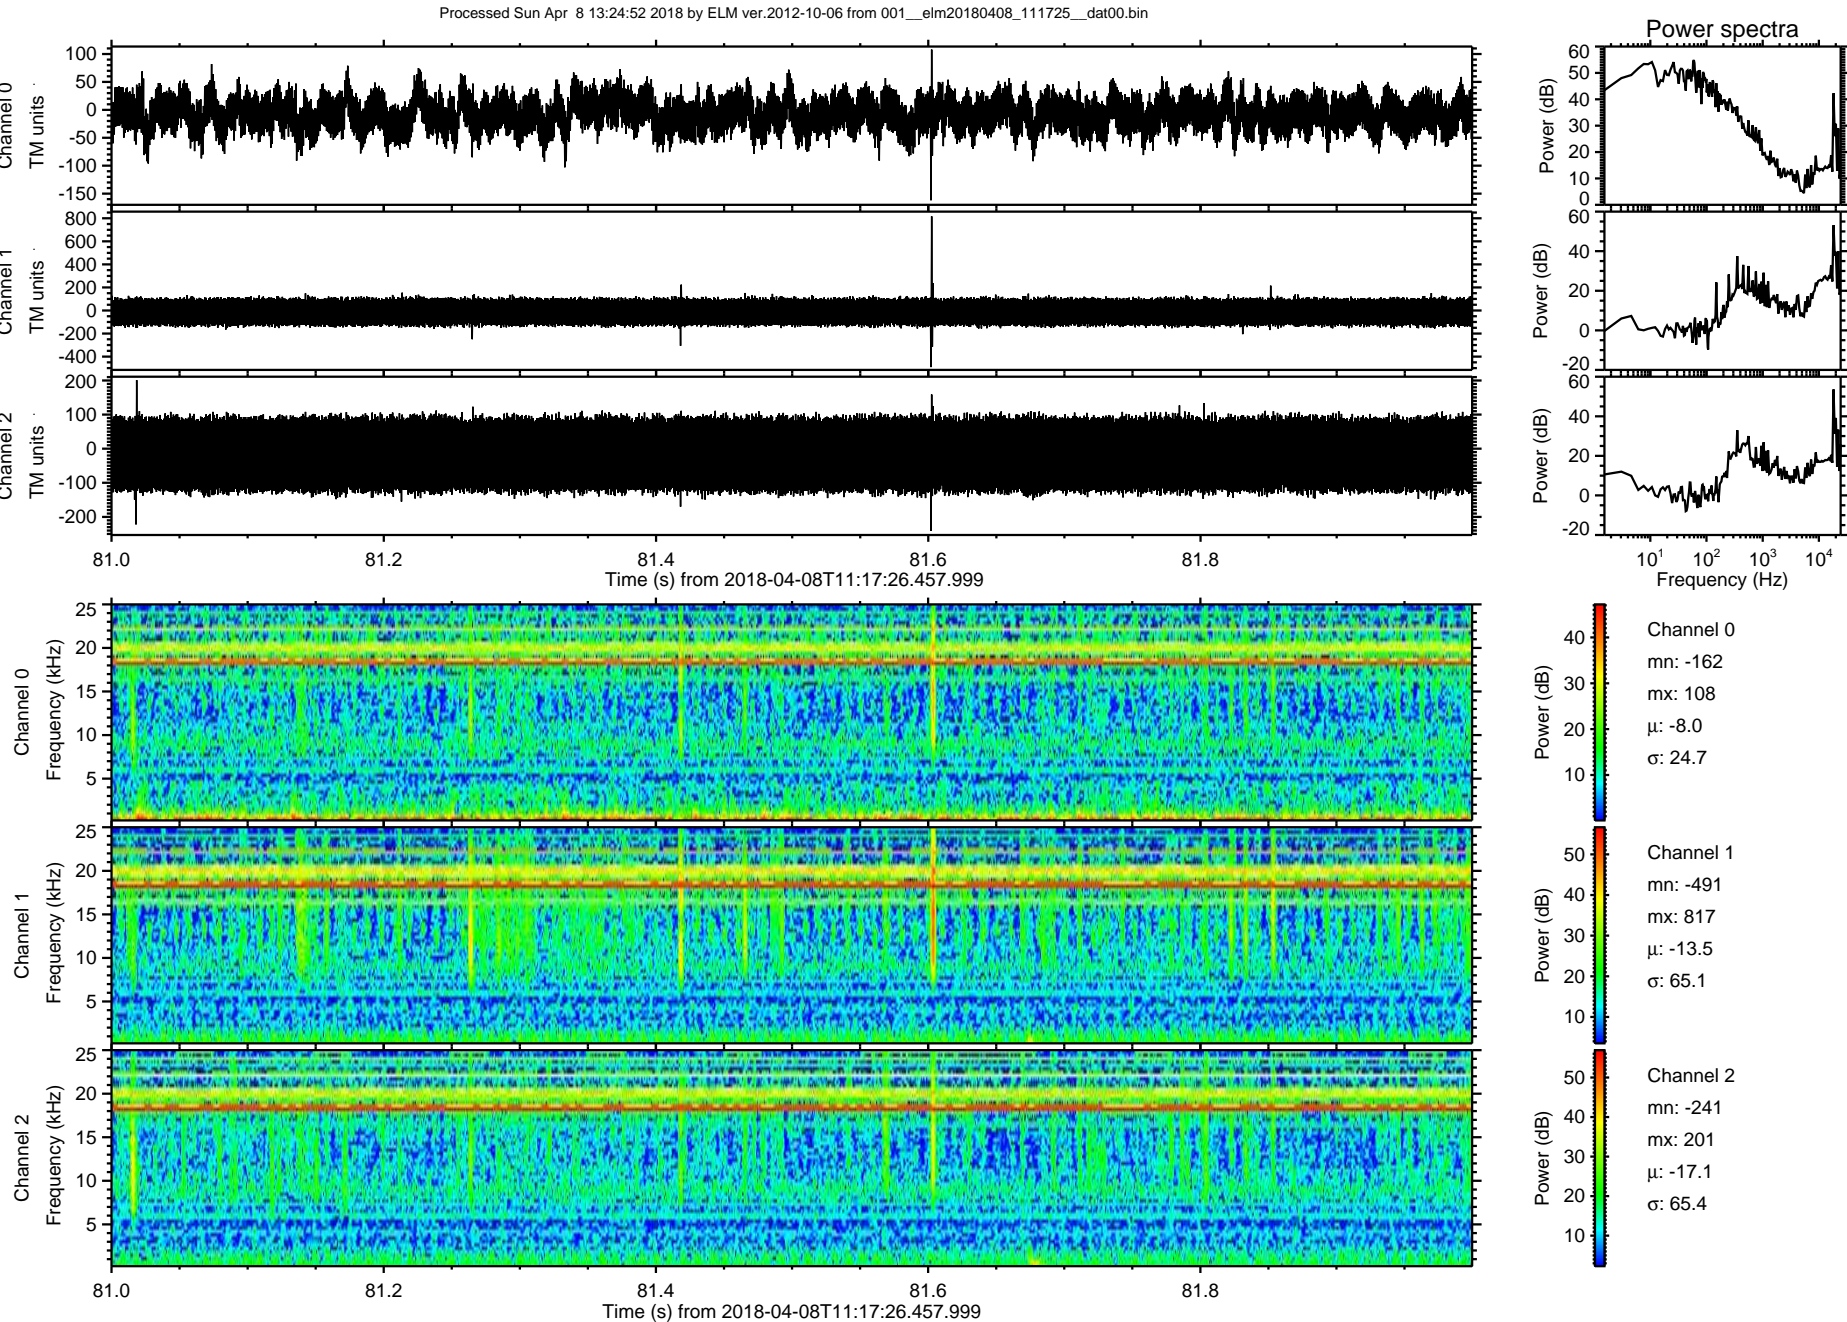 Processed Sun Apr 8 13:24:52 2018 by ELM ver.2012-10-06 from 001__elm20180408_111725__dat00.bin
Power spectra
Channel 0
TM units
100
50
0
-50
-100
-150
Power (dB)
60
50
40
30
20
10
0
Channel 1
TM units
800
600
400
200
0
-200
-400
Power (dB)
60
40
20
0
-20
Channel 2
TM units
200
100
0
-100
-200
Power (dB)
60
40
20
0
-20
81.0 81.2 81.4 81.6 81.8
Time (s) from 2018-04-08T11:17:26.457.999
10^1 10^2 10^3 10^4
Frequency (Hz)
Channel 0
Frequency (kHz)
25
20
15
10
5
Power (dB)
40
30
20
10
Channel 0
mn: -162
mx: 108
μ: -8.0
σ: 24.7
Channel 1
Frequency (kHz)
25
20
15
10
5
Power (dB)
50
40
30
20
10
Channel 1
mn: -491
mx: 817
μ: -13.5
σ: 65.1
Channel 2
Frequency (kHz)
25
20
15
10
5
Power (dB)
50
40
30
20
10
Channel 2
mn: -241
mx: 201
μ: -17.1
σ: 65.4
81.0 81.2 81.4 81.6 81.8
Time (s) from 2018-04-08T11:17:26.457.999